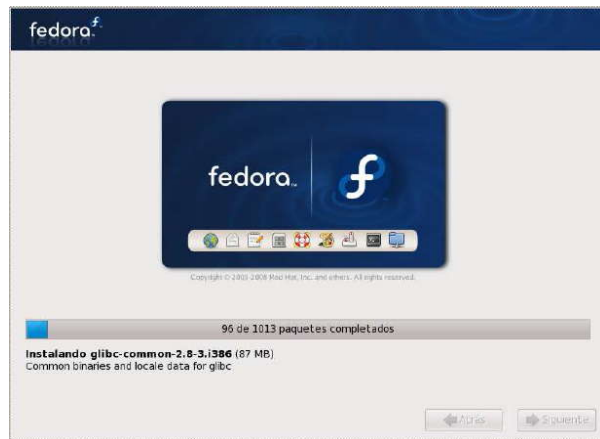 fedora
fedora
Copyright © 2003-2008 Red Hat, Inc. and others. All rights reserved.
96 de 1013 paquetes completados
Instalando glibc-common-2.8-3.i386 (87 MB)
Common binaries and locale data for glibc
Atrás
Siguiente